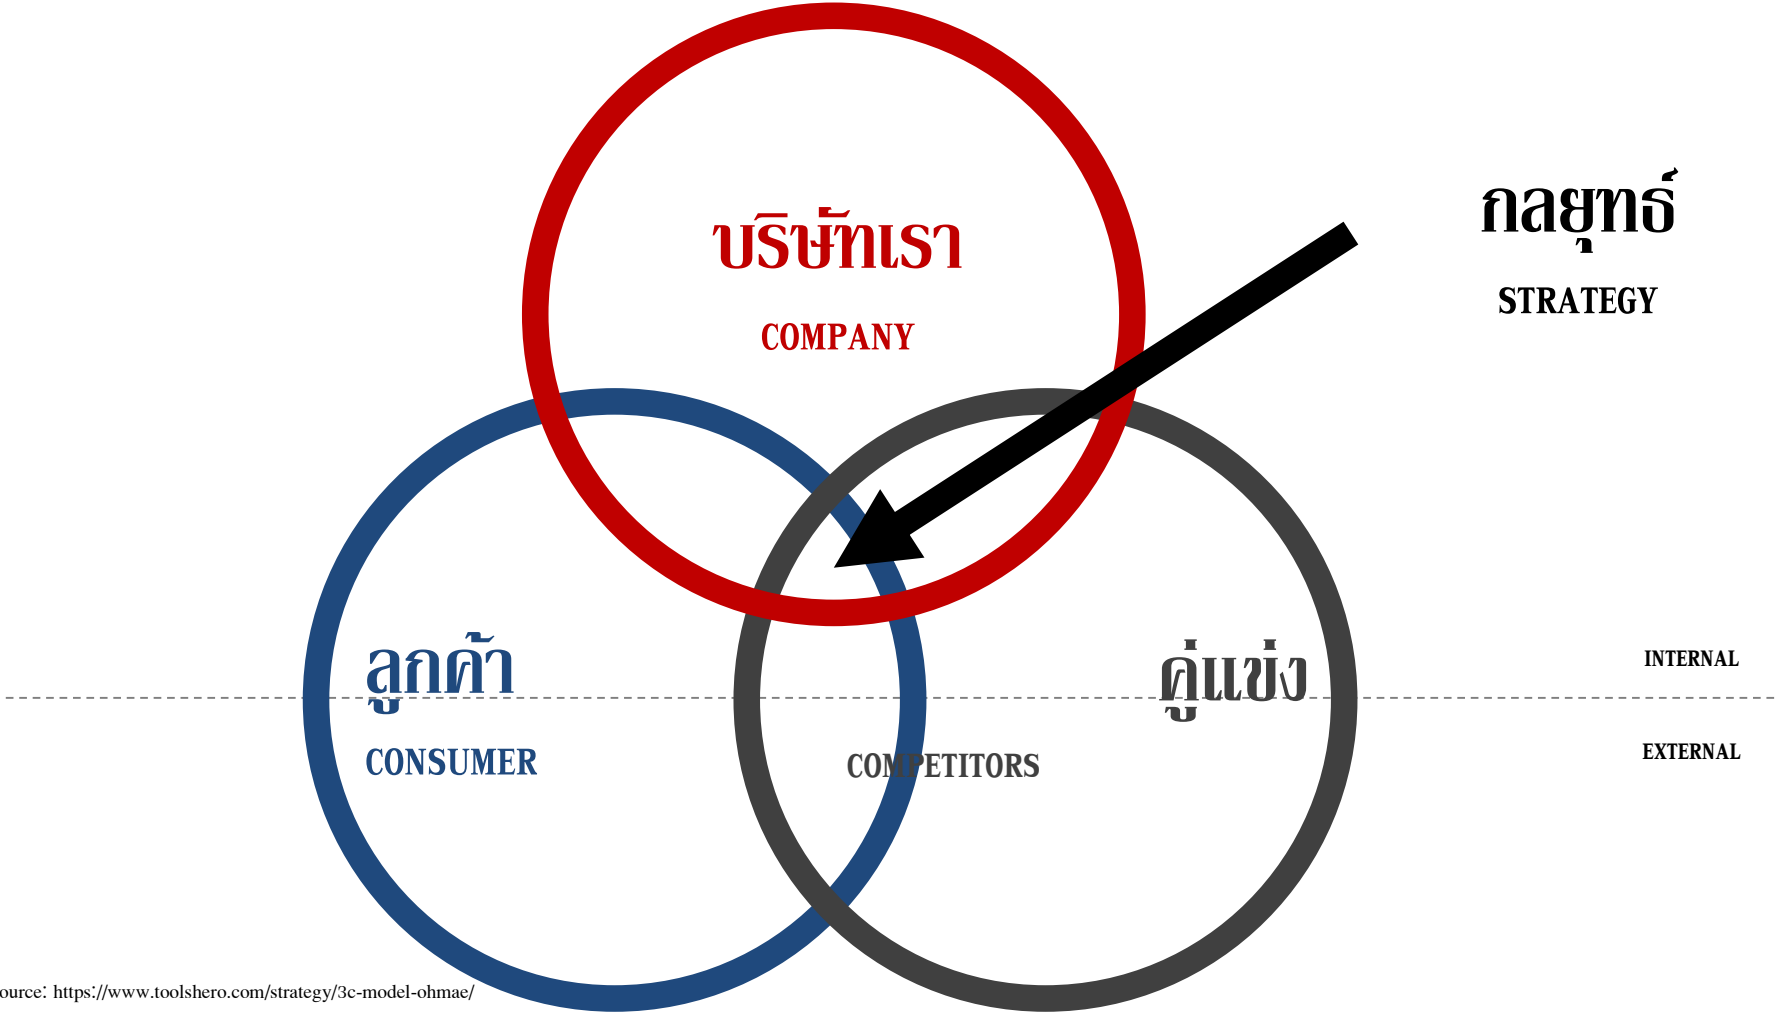 บริษัทเรา
COMPANY
กลยุทธ์
STRATEGY
ลูกค้า
CONSUMER
คู่แข่ง
COMPETITORS
INTERNAL
EXTERNAL
ource: https://www.toolshero.com/strategy/3c-model-ohmae/